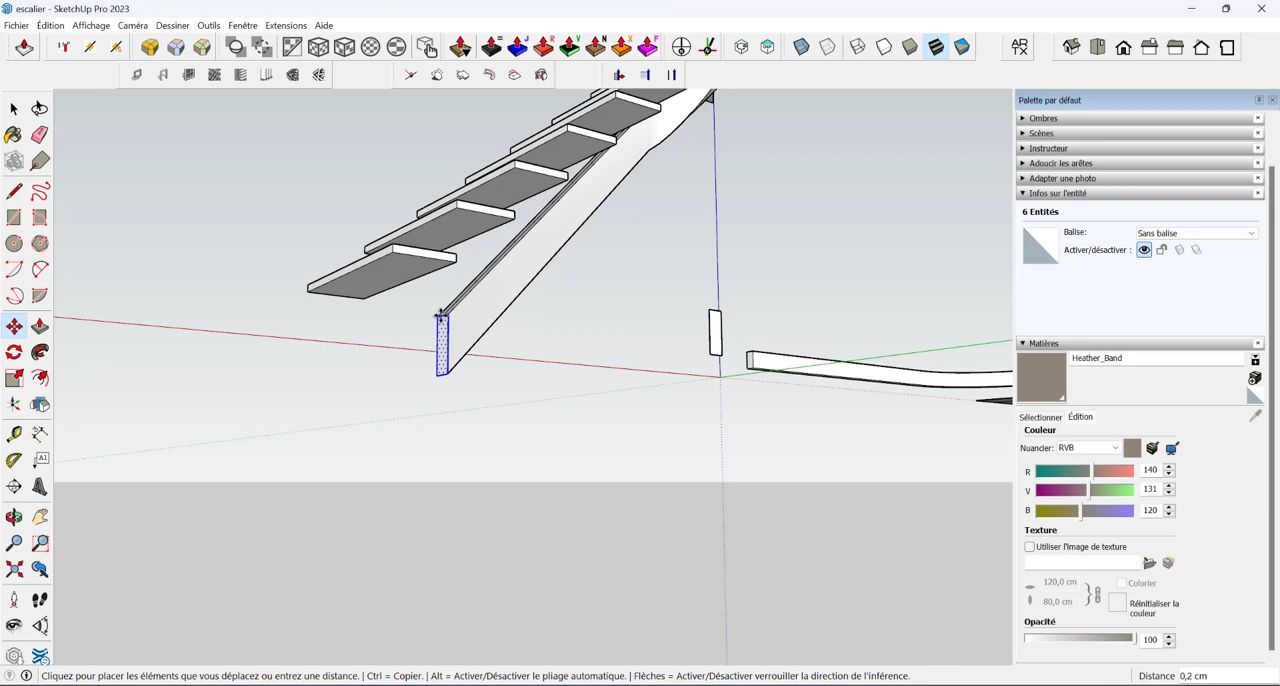 escalier - SketchUp Pro 2023
Fichier Édition Affichage Caméra Dessiner Outils Fenêtre Extensions Aide
Palette par défaut
Ombres
Scènes
Instructeur
Adoucir les arêtes
Adapter une photo
Infos sur l'entité
6 Entités
Balise: Sans balise
Activer/désactiver :
Matières
Heather_Band
Sélectionner Édition
Couleur
Nuancier: RVB
R 140
V 131
B 120
Texture
Utiliser l'image de texture
120,0 cm
Colorier
80,0 cm
Réinitialiser la
couleur
Opacité
100
Cliquez pour placer les éléments que vous déplacez ou entrez une distance. | Ctrl = Copier. | Alt = Activer/Désactiver le pliage automatique. | Flèches = Activer/Désactiver verrouiller la direction de l'inférence.
Distance 0,2 cm